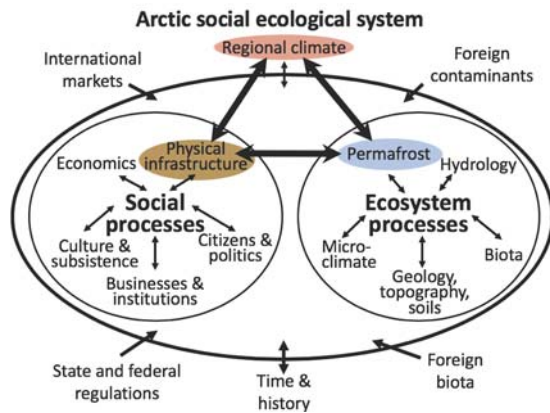 Arctic social ecological system
Regional climate
International
markets
Foreign
contaminants
Physical
infrastructure
Economics
Social
processes
Culture &
subsistence
Citizens &
politics
Businesses &
institutions
Permafrost
Hydrology
Ecosystem
processes
Micro-
climate
Biota
Geology,
topography,
soils
State and federal
regulations
Time &
history
Foreign
biota